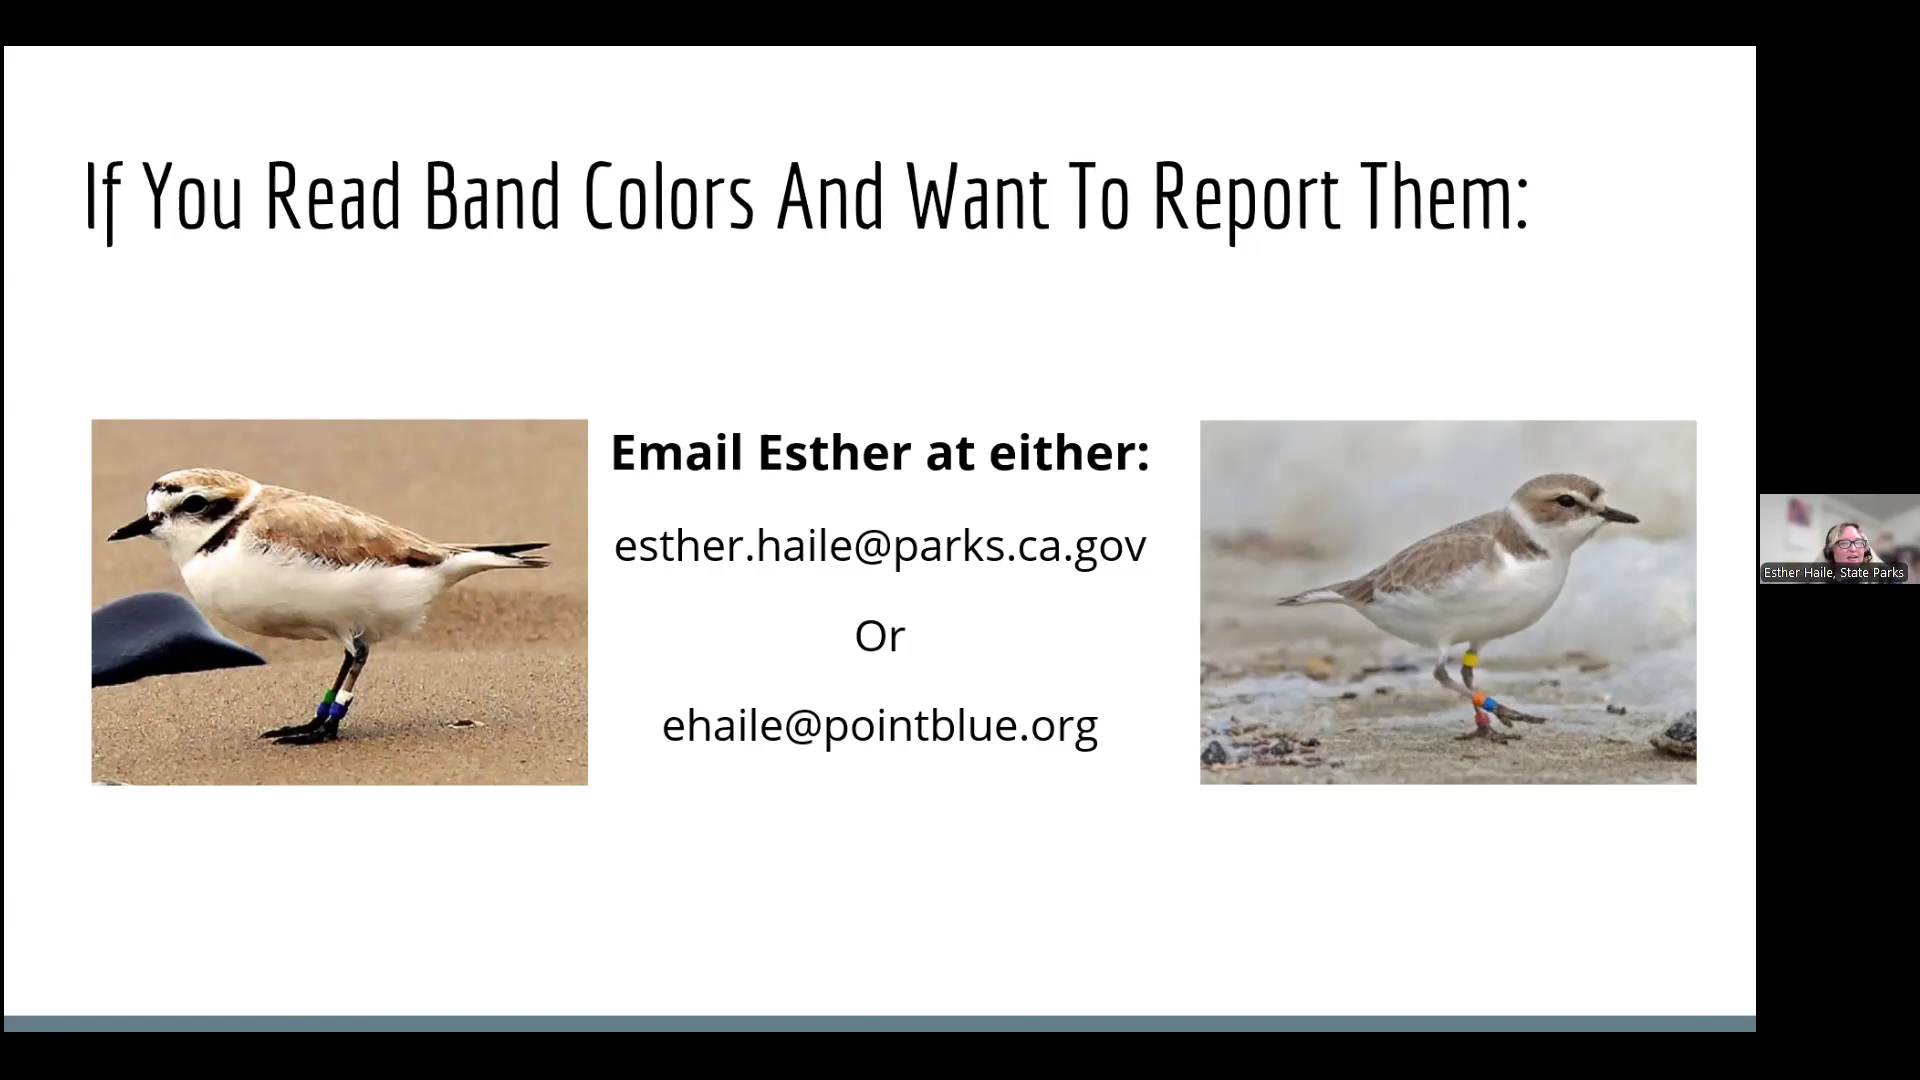 If You Read Band Colors And Want To Report Them:
Email Esther at either:
esther.haile@parks.ca.gov
Or
ehaile@pointblue.org
Esther Haile, State Parks